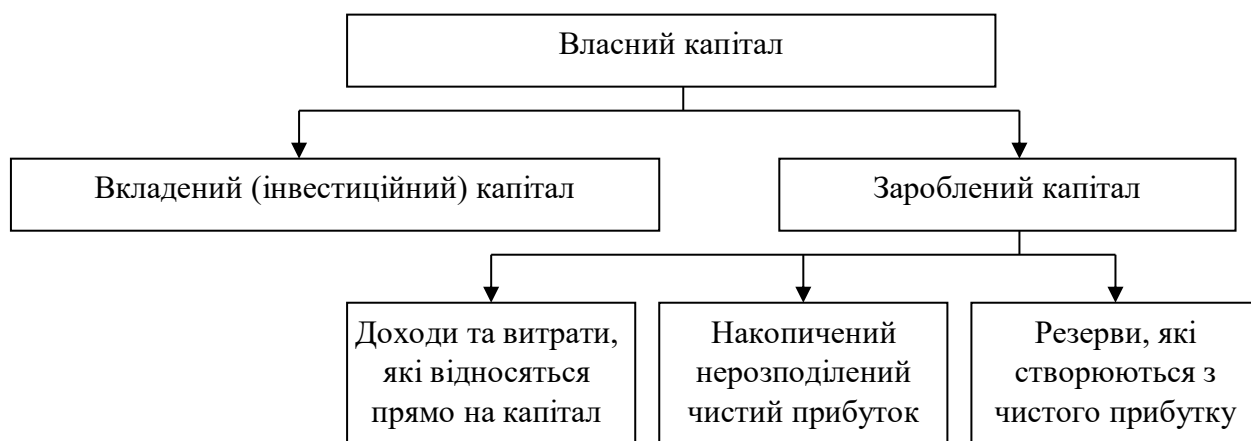 Власний капітал
Вкладений (інвестиційний) капітал
Зароблений капітал
Доходи та витрати,
які відносяться
прямо на капітал
Накопичений
нерозподілений
чистий прибуток
Резерви, які
створюються з
чистого прибутку